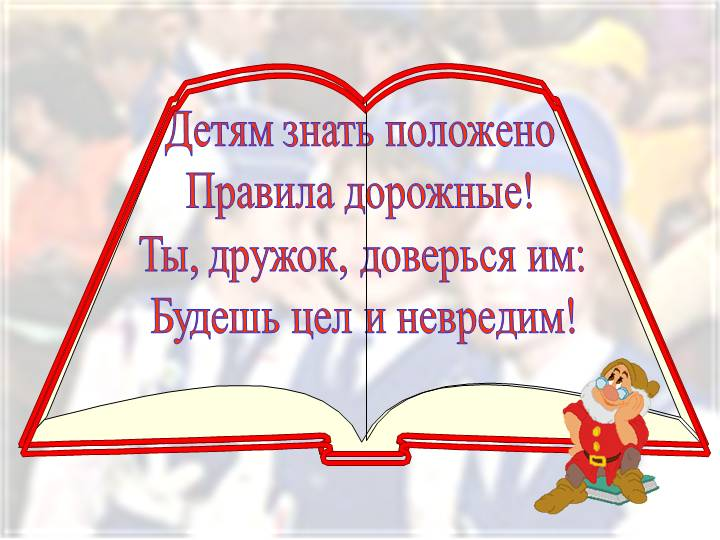 Детям знать положено
Правила дорожные!
Ты, дружок, доверься им:
Будешь цел и невредим!